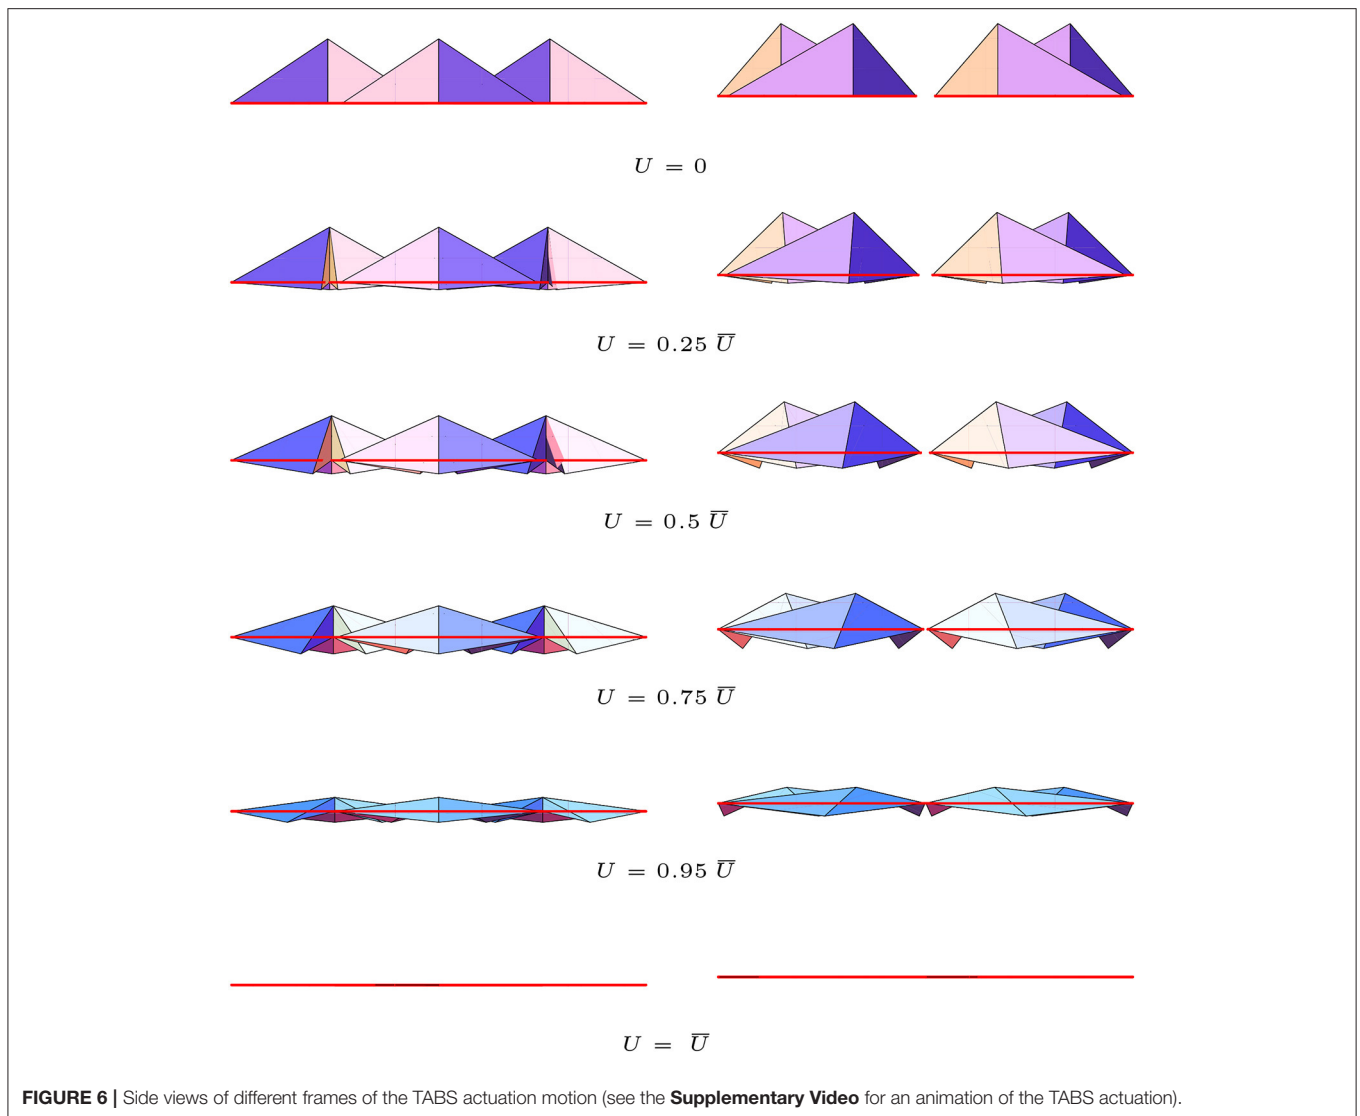 U = 0
U = 0.25 U̅
U = 0.5 U̅
U = 0.75 U̅
U = 0.95 U̅
U = U̅
FIGURE 6 | Side views of different frames of the TABS actuation motion (see the Supplementary Video for an animation of the TABS actuation).